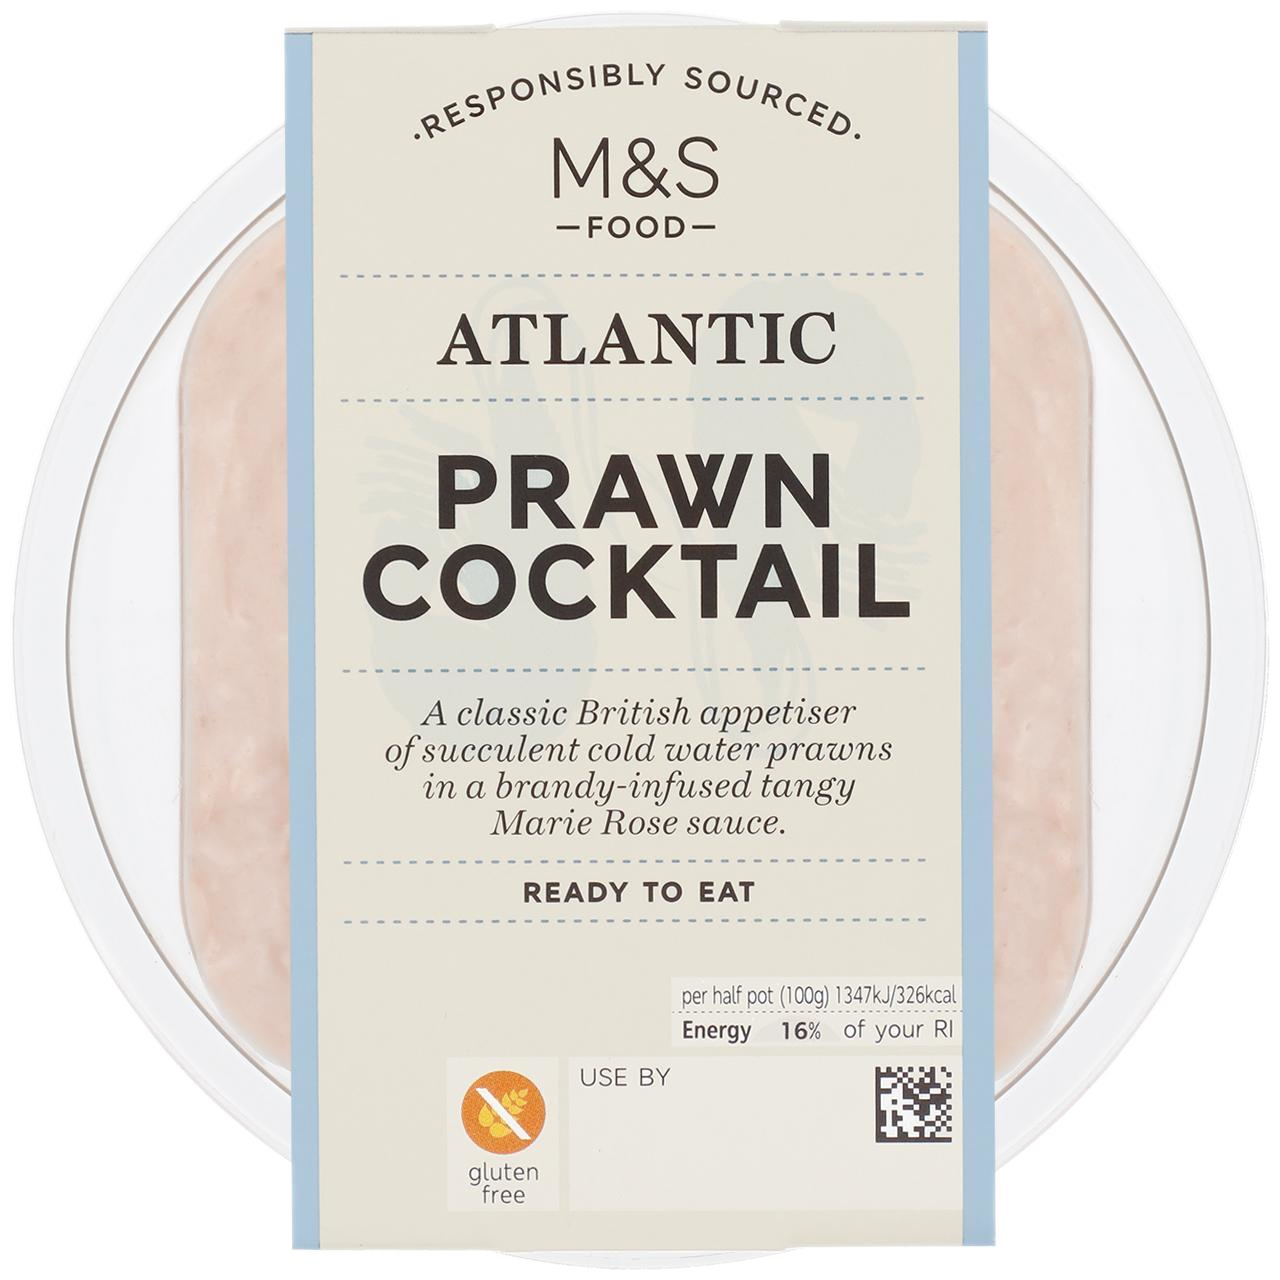 ·RESPONSIBLY SOURCED·
M&S
—FOOD—
ATLANTIC
PRAWN
COCKTAIL
A classic British appetiser
of succulent cold water prawns
in a brandy-infused tangy
Marie Rose sauce.
READY TO EAT
per half pot (100g) 1347kJ/326kcal
Energy 16% of your RI
USE BY
gluten
free